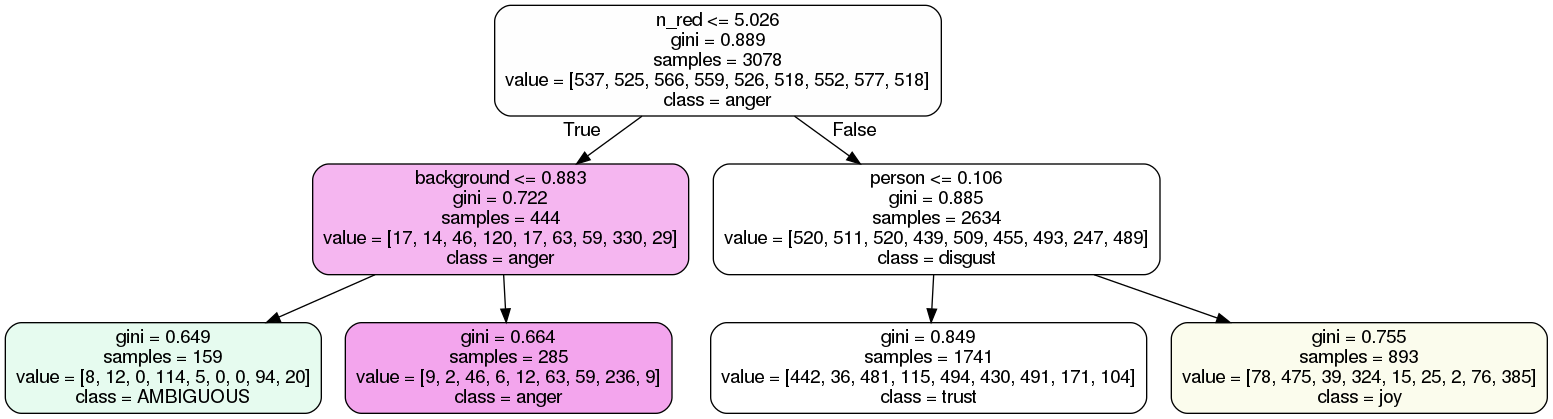 n_red <= 5.026
gini = 0.889
samples = 3078
value = [537, 525, 566, 559, 526, 518, 552, 577, 518]
class = anger
True
False
background <= 0.883
gini = 0.722
samples = 444
value = [17, 14, 46, 120, 17, 63, 59, 330, 29]
class = anger
person <= 0.106
gini = 0.885
samples = 2634
value = [520, 511, 520, 439, 509, 455, 493, 247, 489]
class = disgust
gini = 0.649
samples = 159
value = [8, 12, 0, 114, 5, 0, 0, 94, 20]
class = AMBIGUOUS
gini = 0.664
samples = 285
value = [9, 2, 46, 6, 12, 63, 59, 236, 9]
class = anger
gini = 0.849
samples = 1741
value = [442, 36, 481, 115, 494, 430, 491, 171, 104]
class = trust
gini = 0.755
samples = 893
value = [78, 475, 39, 324, 15, 25, 2, 76, 385]
class = joy